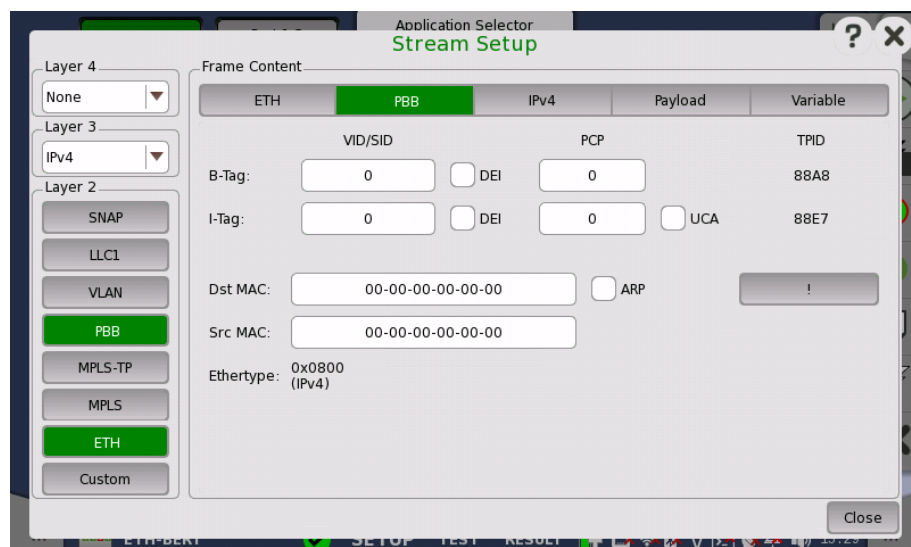 Application Selector
Stream Setup
? X
Layer 4
None
Layer 3
IPv4
Layer 2
SNAP
LLC1
VLAN
PBB
MPLS-TP
MPLS
ETH
Custom
Frame Content
ETH PBB IPv4 Payload Variable
VID/SID PCP TPID
B-Tag: 0 DEI 0 88A8
I-Tag: 0 DEI 0 UCA 88E7
Dst MAC: 00-00-00-00-00-00 ARP !
Src MAC: 00-00-00-00-00-00
Ethertype: 0x0800
(IPv4)
Close
ETH-BERT SETUP TEST RESULT